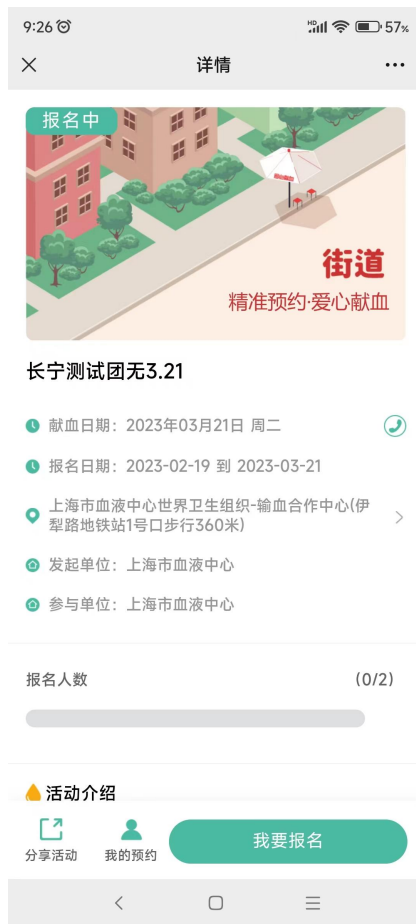 9:26
HD
57%
详情
报名中
街道
精准预约·爱心献血
长宁测试团无3.21
献血日期：2023年03月21日 周二
报名日期：2023-02-19 到 2023-03-21
上海市血液中心世界卫生组织-输血合作中心(伊
犁路地铁站1号口步行360米)
发起单位：上海市血液中心
参与单位：上海市血液中心
报名人数
(0/2)
活动介绍
分享活动
我的预约
我要报名